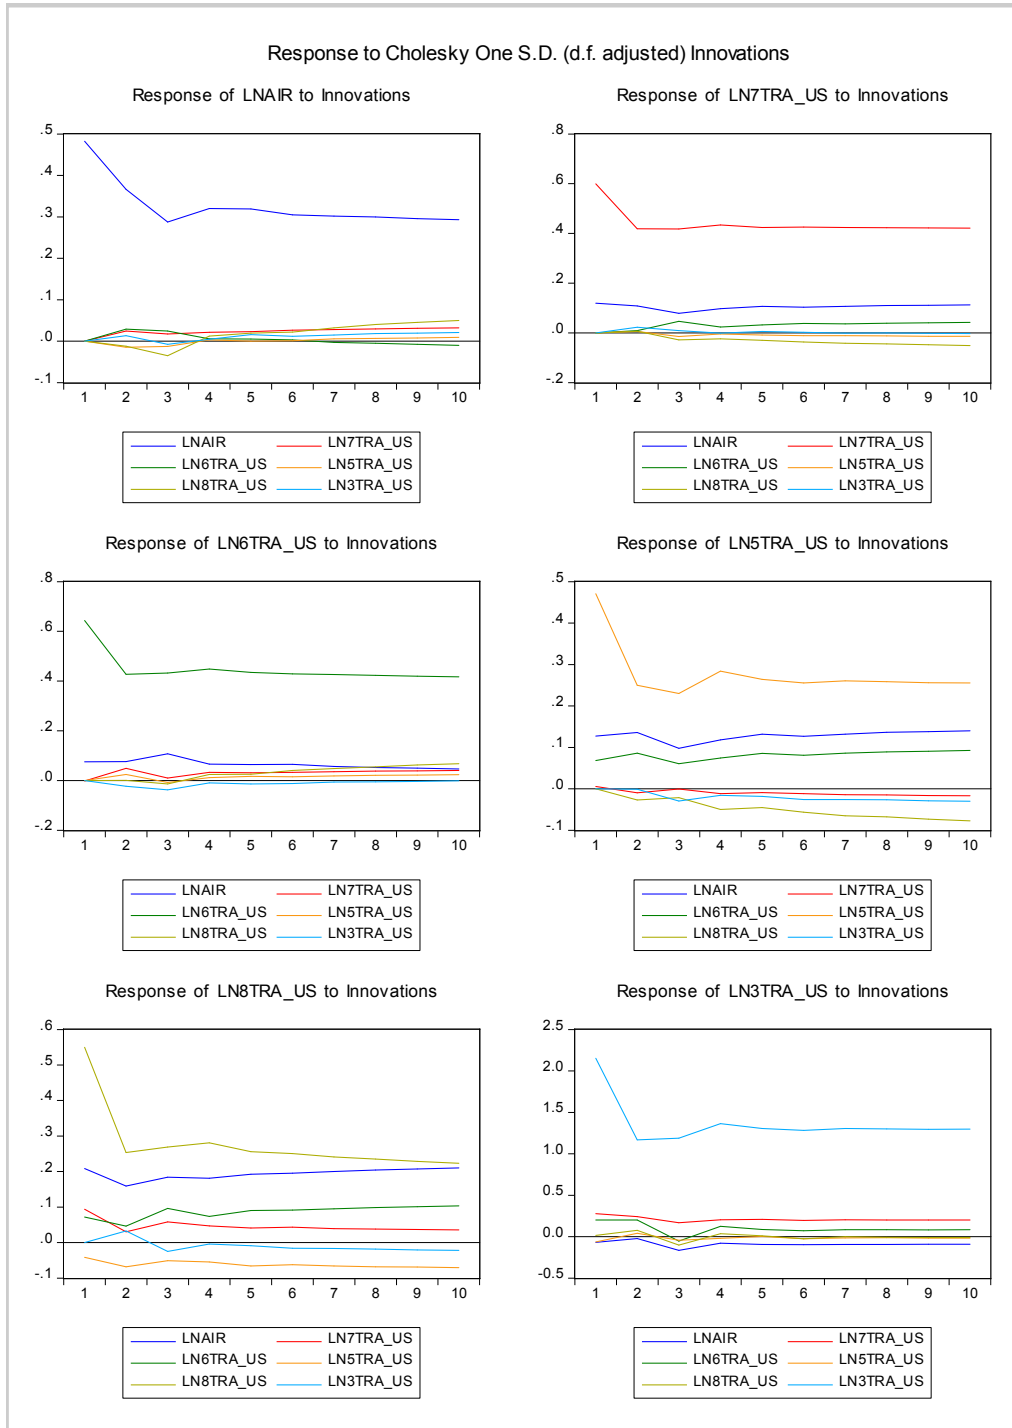 Response to Cholesky One S.D. (d.f. adjusted) Innovations
Response of LNAIR to Innovations
.5
.4
.3
.2
.1
.0
-.1
1 2 3 4 5 6 7 8 9 10
LNAIR LN7TRA_US
LN6TRA_US LN5TRA_US
LN8TRA_US LN3TRA_US
Response of LN7TRA_US to Innovations
.8
.6
.4
.2
.0
-.2
1 2 3 4 5 6 7 8 9 10
LNAIR LN7TRA_US
LN6TRA_US LN5TRA_US
LN8TRA_US LN3TRA_US
Response of LN6TRA_US to Innovations
.8
.6
.4
.2
.0
-.2
1 2 3 4 5 6 7 8 9 10
LNAIR LN7TRA_US
LN6TRA_US LN5TRA_US
LN8TRA_US LN3TRA_US
Response of LN5TRA_US to Innovations
.5
.4
.3
.2
.1
.0
-.1
1 2 3 4 5 6 7 8 9 10
LNAIR LN7TRA_US
LN6TRA_US LN5TRA_US
LN8TRA_US LN3TRA_US
Response of LN8TRA_US to Innovations
.6
.5
.4
.3
.2
.1
.0
-.1
1 2 3 4 5 6 7 8 9 10
LNAIR LN7TRA_US
LN6TRA_US LN5TRA_US
LN8TRA_US LN3TRA_US
Response of LN3TRA_US to Innovations
2.5
2.0
1.5
1.0
0.5
0.0
-0.5
1 2 3 4 5 6 7 8 9 10
LNAIR LN7TRA_US
LN6TRA_US LN5TRA_US
LN8TRA_US LN3TRA_US